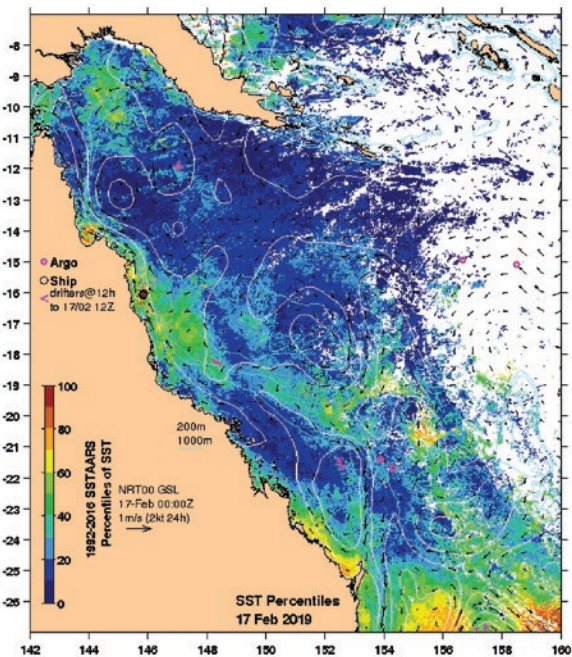 -8
-9
-10
-11
-12
-13
-14
-15
-16
-17
-18
-19
-20
-21
-22
-23
-24
-25
-26
Argo
Ship
drifters@12h
to 17/02 12Z
200m
1000m
100
80
60
40
20
0
1992-2016 SSTAARS
Percentiles of SST
NRT00 GSL
17-Feb 00:00Z
1m/s (2kt 24h)
SST Percentiles
17 Feb 2019
142 144 146 148 150 152 154 156 158 160